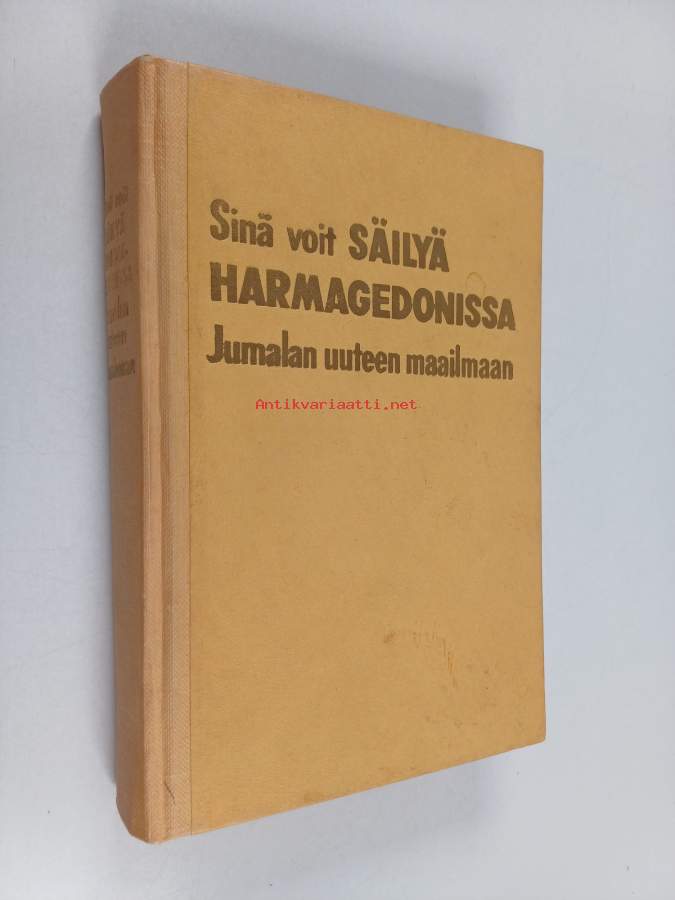 Sinä voit SÄILYÄ
HARMAGEDONISSA
Jumalan uuteen maailmaan
Antikvariaatti.net